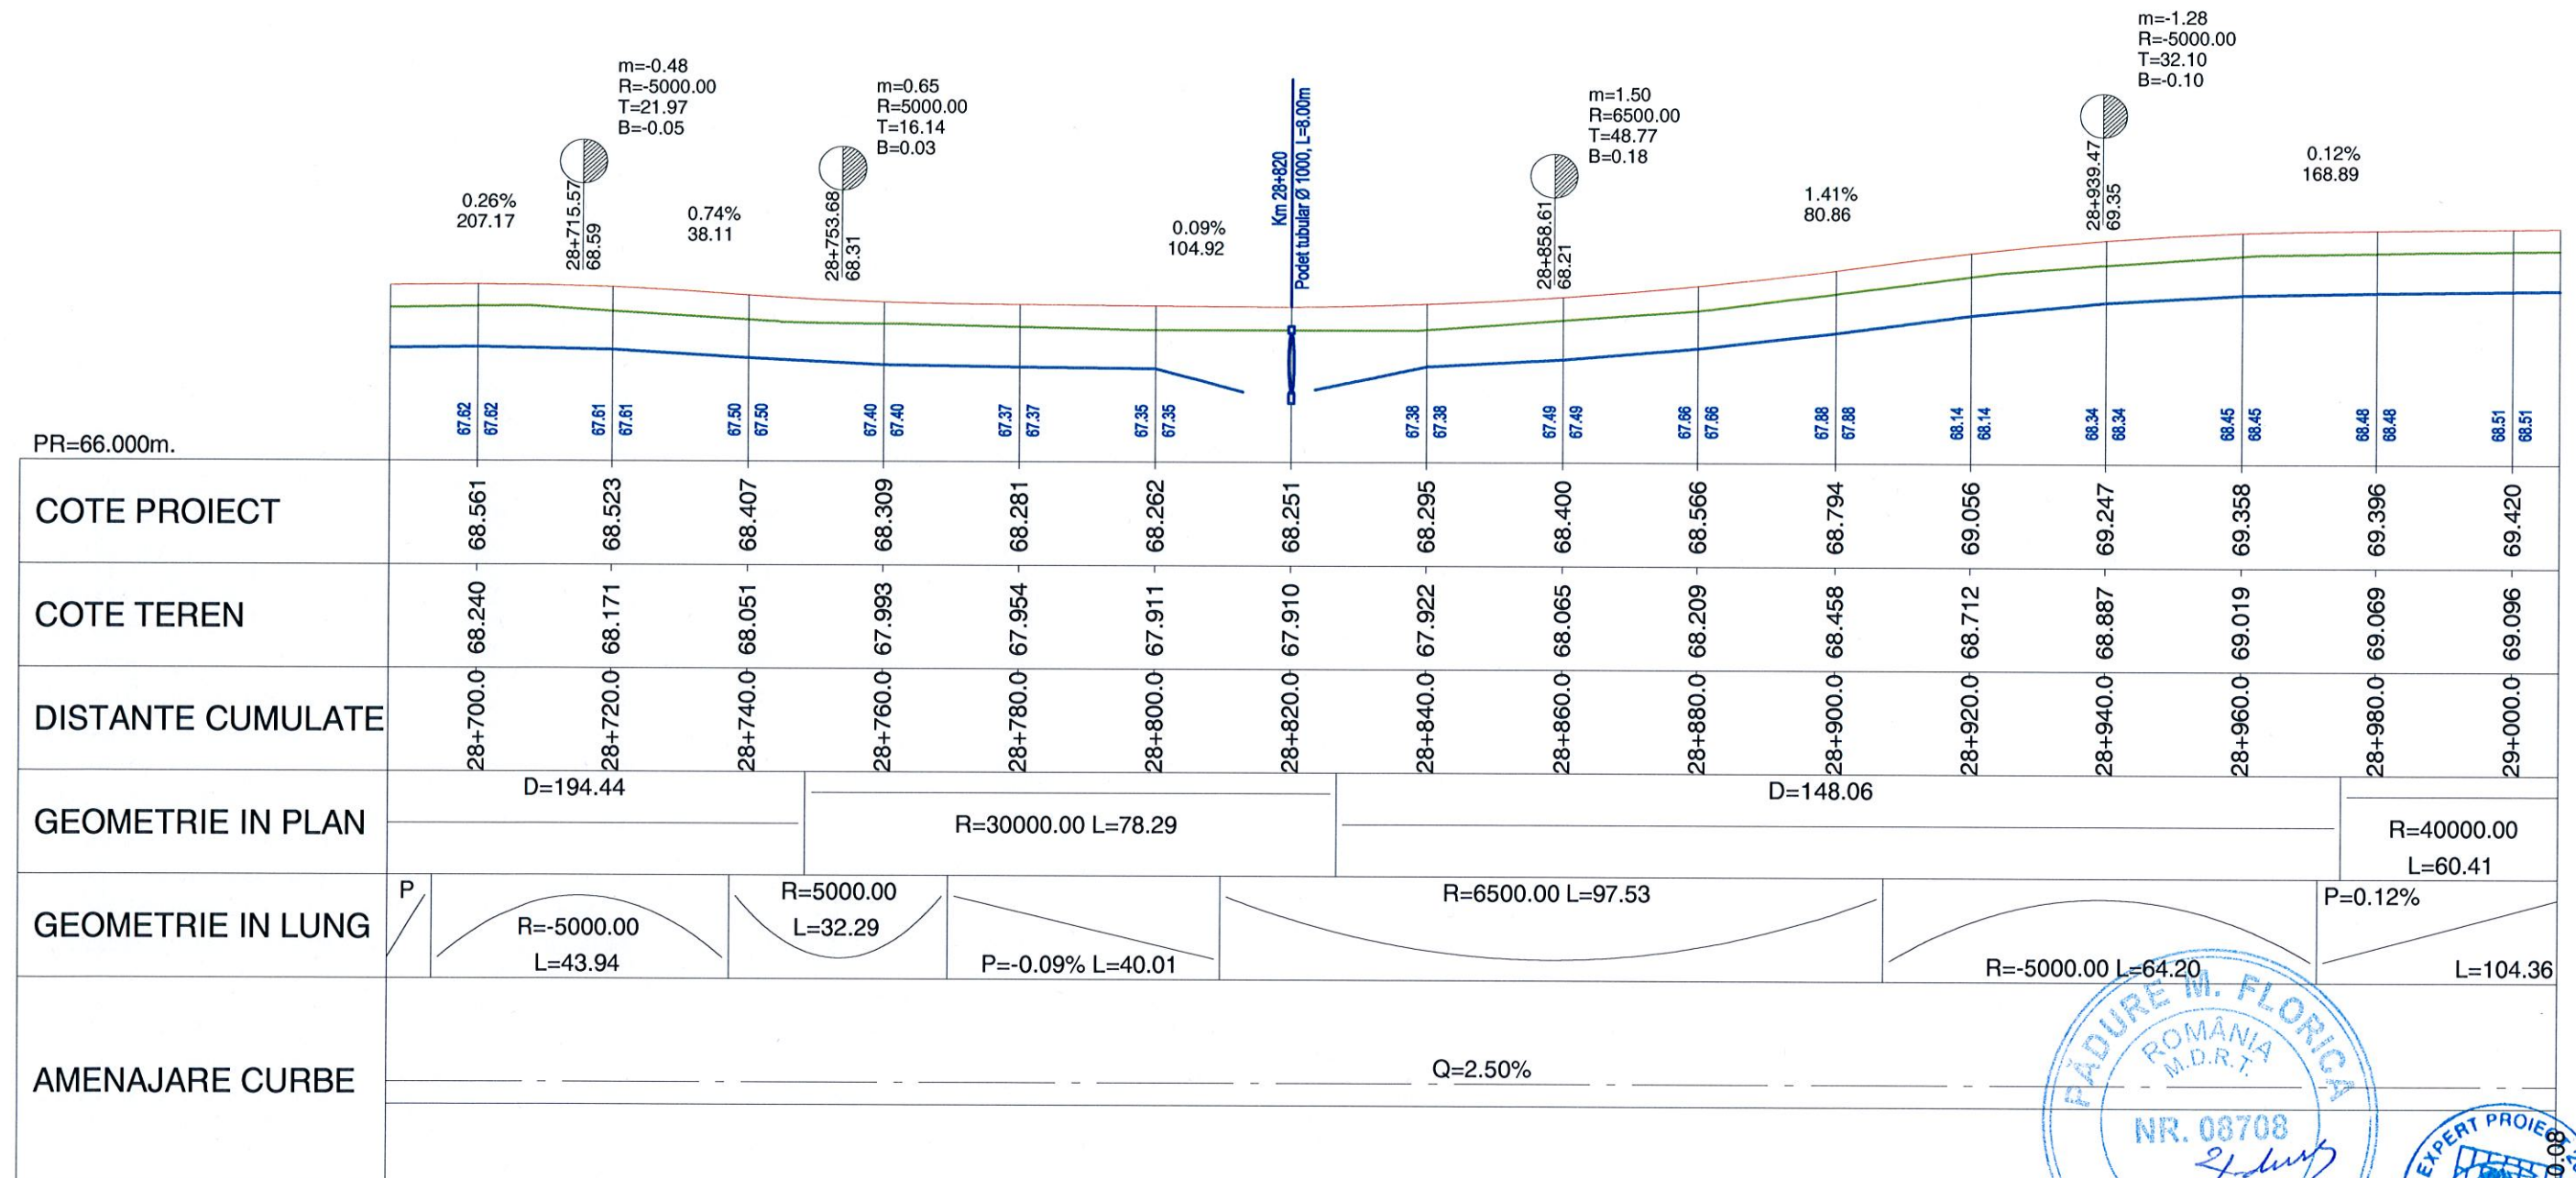 m=-0.48
R=-5000.00
T=21.97
B=-0.05
m=0.65
R=5000.00
T=16.14
B=0.03
m=1.50
R=6500.00
T=48.77
B=0.18
m=-1.28
R=-5000.00
T=32.10
B=-0.10
0.26%
207.17
28+715.57
68.59
0.74%
38.11
28+753.68
68.31
0.09%
104.92
Km 28+820
Podet tubular Ø 1000, L=8.00m
28+858.61
68.21
1.41%
80.86
28+939.47
69.35
0.12%
168.89
67.62 67.62 67.61 67.61 67.50 67.50 67.40 67.40 67.37 67.37 67.35 67.35 67.38 67.38 67.49 67.49 67.66 67.66 67.88 67.88 68.14 68.14 68.34 68.34 68.45 68.45 68.48 68.48 68.51 68.51
PR=66.000m.
COTE PROIECT 68.561 68.523 68.407 68.309 68.281 68.262 68.251 68.295 68.400 68.566 68.794 69.056 69.247 69.358 69.396 69.420
COTE TEREN 68.240 68.171 68.051 67.993 67.954 67.911 67.910 67.922 68.065 68.209 68.458 68.712 68.887 69.019 69.069 69.096
DISTANTE CUMULATE 28+700.0 28+720.0 28+740.0 28+760.0 28+780.0 28+800.0 28+820.0 28+840.0 28+860.0 28+880.0 28+900.0 28+920.0 28+940.0 28+960.0 28+980.0 29+000.0
GEOMETRIE IN PLAN
D=194.44
R=30000.00 L=78.29
D=148.06
R=40000.00
L=60.41
GEOMETRIE IN LUNG
P
R=-5000.00
L=43.94
R=5000.00
L=32.29
P=-0.09% L=40.01
R=6500.00 L=97.53
R=-5000.00 L=64.20
P=0.12%
L=104.36
AMENAJARE CURBE
Q=2.50%
PĂDURE M. FLORICA
ROMÂNIA
M.D.R.T.
NR. 08708
EXPERT PROIECT